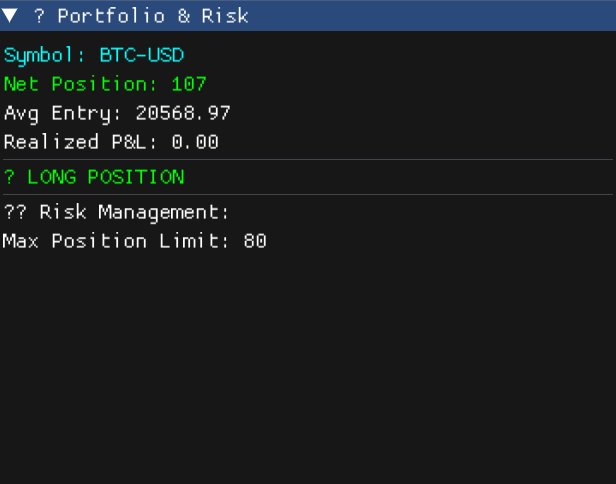 ? Portfolio & Risk
Symbol: BTC-USD
Net Position: 107
Avg Entry: 20568.97
Realized P&L: 0.00
? LONG POSITION
?? Risk Management:
Max Position Limit: 80